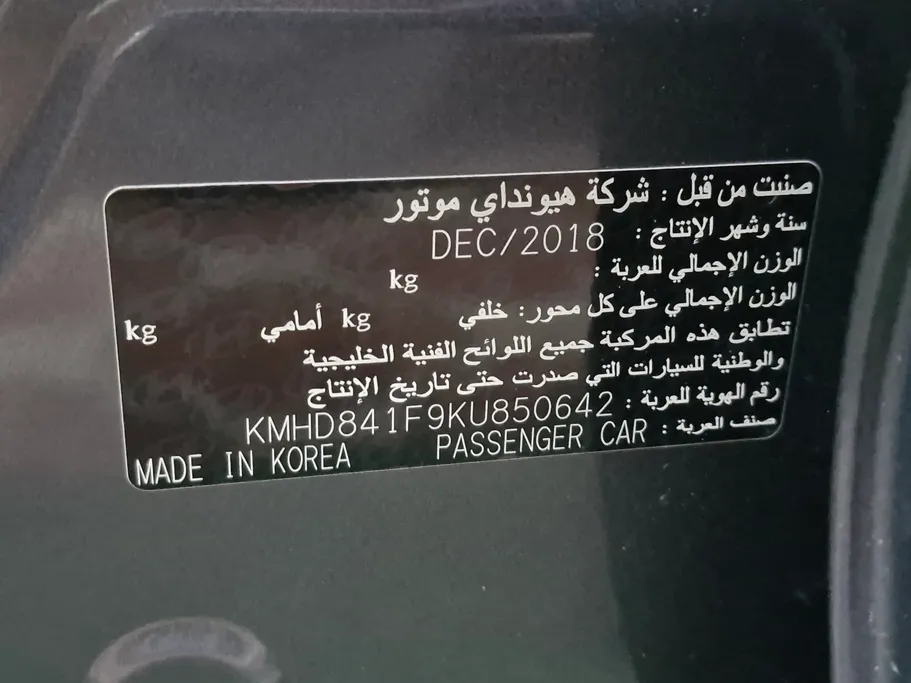 صنبت من قبل : شركة هيونداي موتور
سنة وشهر الإنتاج : DEC/2018
الوزن الإجمالي للعربة : kg
الوزن الإجمالي على كل محور: خلفي kg أمامي kg
تطابق هذه المركبة جميع اللوائح الفنية الخليجية
والوطنية للسيارات التي صدرت حتى تاريخ الإنتاج
رقم الهوية للعربة : KMHD841F9KU850642
صنف العربة : PASSENGER CAR
MADE IN KOREA